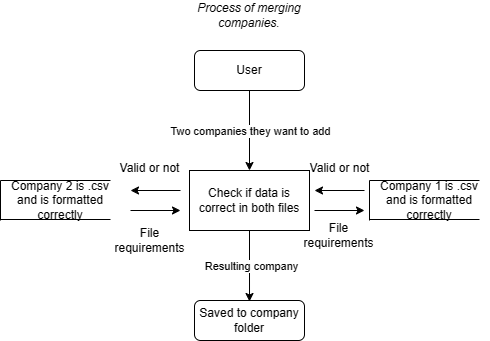 Process of merging
companies.
User
Two companies they want to add
Valid or not
Valid or not
Company 2 is .csv
and is formatted
correctly
Check if data is
correct in both files
Company 1 is .csv
and is formatted
correctly
File
requirements
File
requirements
Resulting company
Saved to company
folder